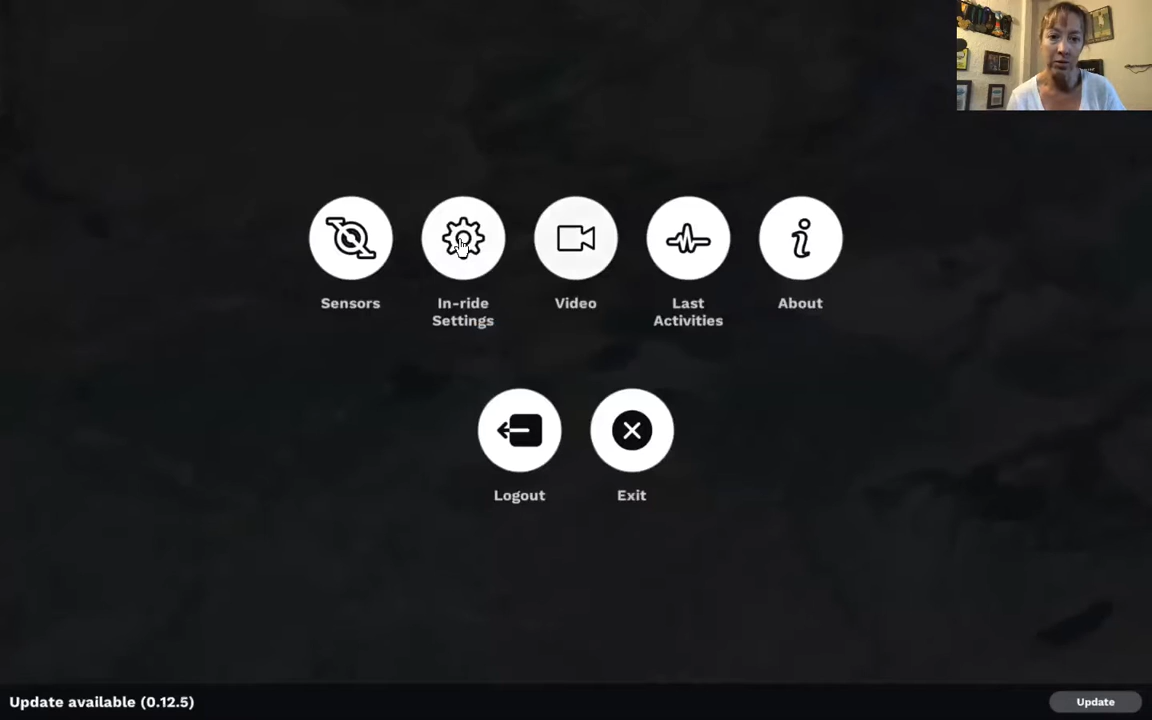 Sensors
In-ride
Settings
Video
Last
Activities
About
Logout
Exit
Update available (0.12.5)
Update